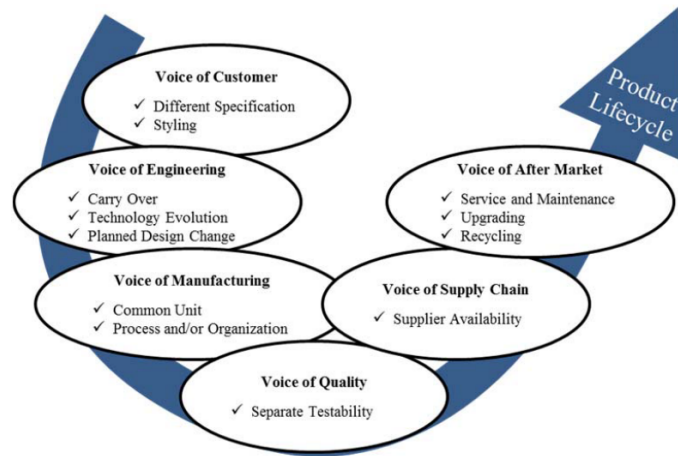 Voice of Customer
✓ Different Specification
✓ Styling
Voice of Engineering
✓ Carry Over
✓ Technology Evolution
✓ Planned Design Change
Voice of Manufacturing
✓ Common Unit
✓ Process and/or Organization
Voice of Quality
✓ Separate Testability
Voice of Supply Chain
✓ Supplier Availability
Voice of After Market
✓ Service and Maintenance
✓ Upgrading
✓ Recycling
Product
Lifecycle